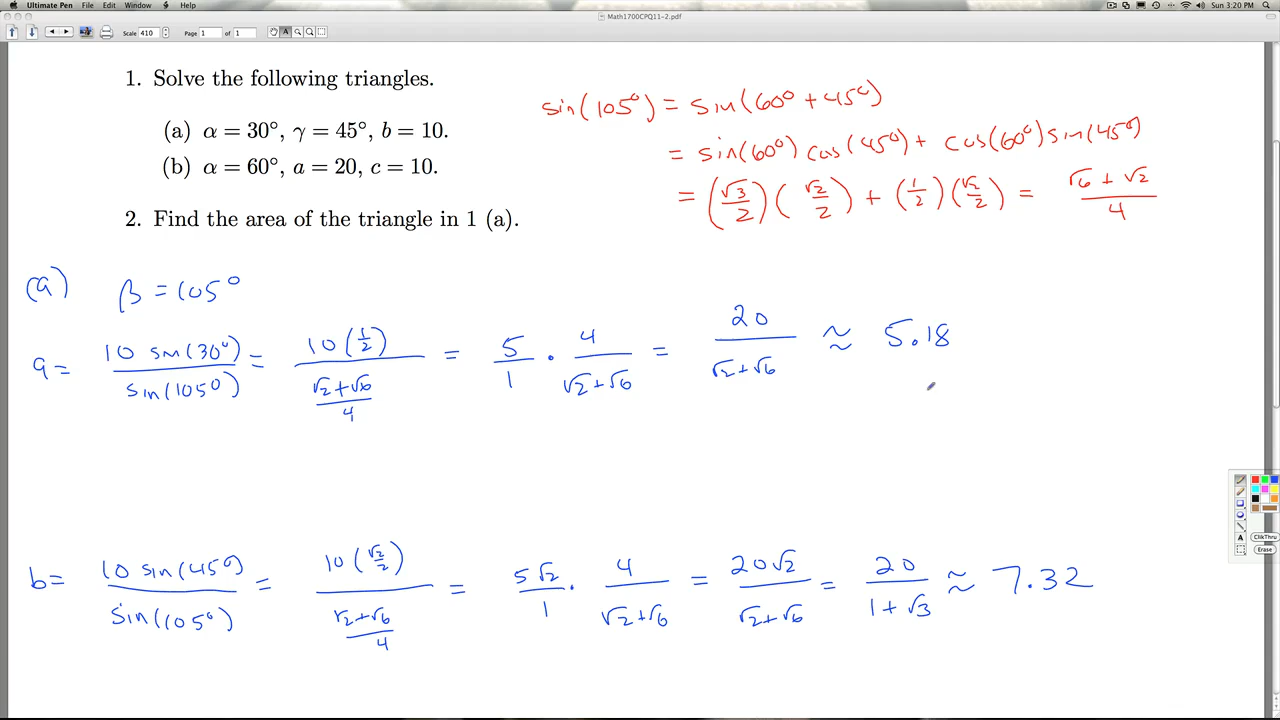 Ultimate Pen File Edit Window Help Sun 3:20 PM
Math1700CPQ11-2.pdf
Scale 410 Page 1 of 1
1. Solve the following triangles.
(a) α = 30°, γ = 45°, b = 10.
(b) α = 60°, a = 20, c = 10.
2. Find the area of the triangle in 1 (a).
sin(105°) = sin(60° + 45°)
= sin(60°) cos(45°) + cos(60°) sin(45°)
= (√3/2)(√2/2) + (1/2)(√2/2) = (√6 + √2)/4
(a) β = 105°
a = 10 sin(30°)/sin(105°) = 10(1/2)/((√2+√6)/4) = 5/1 · 4/(√2+√6) = 20/(√2+√6) ≈ 5.18
b = 10 sin(45°)/sin(105°) = 10(√2/2)/((√2+√6)/4) = 5√2/1 · 4/(√2+√6) = 20√2/(√2+√6) = 20/(1+√3) ≈ 7.32
A
ClikThru
Erase